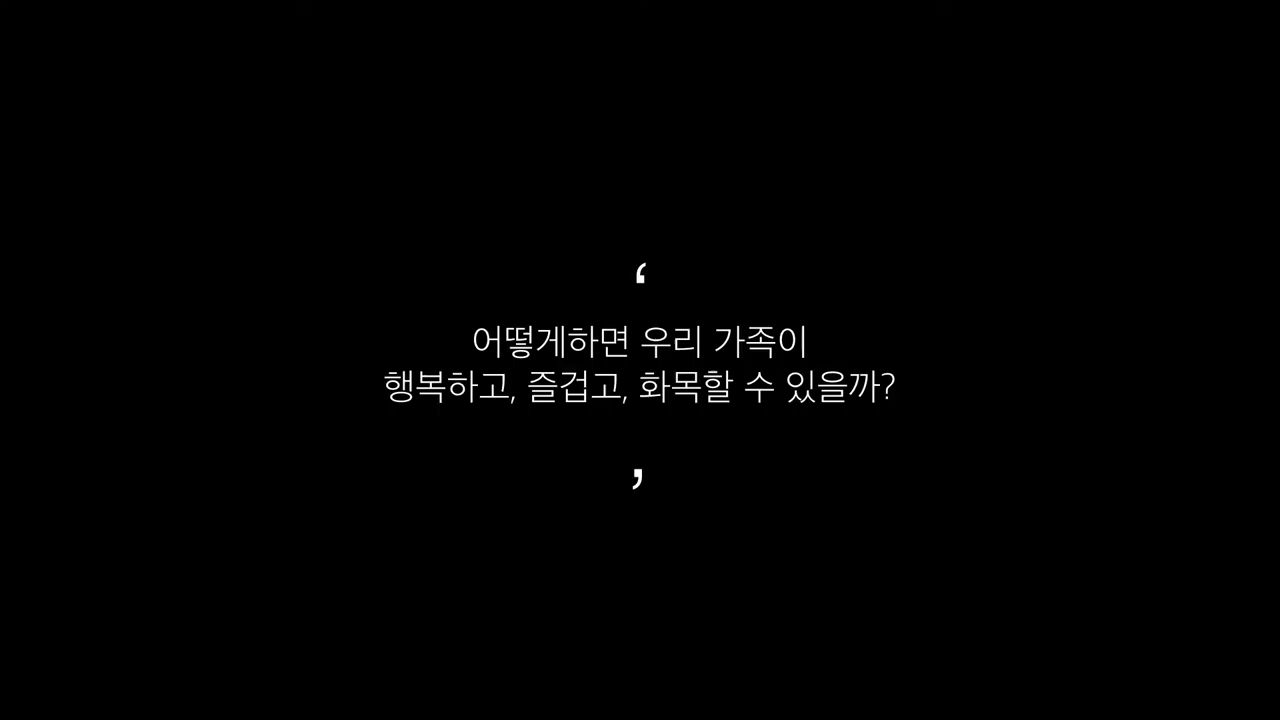 ‘
어떻게하면 우리 가족이
행복하고, 즐겁고, 화목할 수 있을까?
’